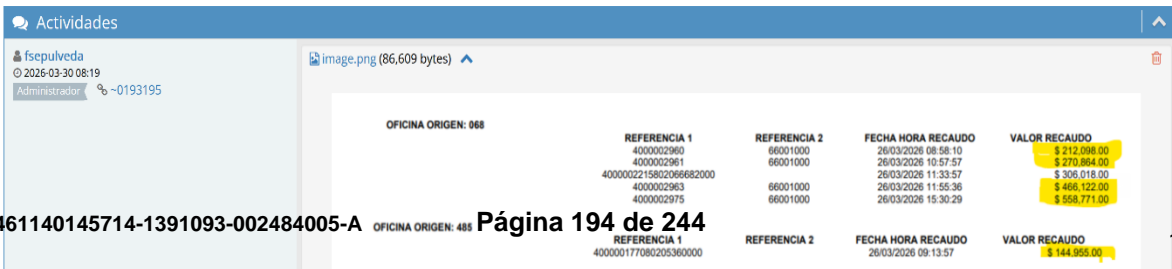 Actividades
fsepulveda
2026-03-30 08:19
Administrador ~0193195
image.png (86,609 bytes)
OFICINA ORIGEN: 068
REFERENCIA 1 REFERENCIA 2 FECHA HORA RECAUDO VALOR RECAUDO
4000002960 66001000 26/03/2026 08:58:10 $ 212,098.00
4000002961 66001000 26/03/2026 10:57:57 $ 270,864.00
4000002215802066682000 26/03/2026 11:33:57 $ 306,018.00
4000002963 66001000 26/03/2026 11:55:36 $ 466,122.00
4000002975 66001000 26/03/2026 15:30:29 $ 558,771.00
461140145714-1391093-002484005-A OFICINA ORIGEN: 485 Página 194 de 244
REFERENCIA 1 REFERENCIA 2 FECHA HORA RECAUDO VALOR RECAUDO
400000177080205360000 26/03/2026 09:13:57 $ 144,955.00